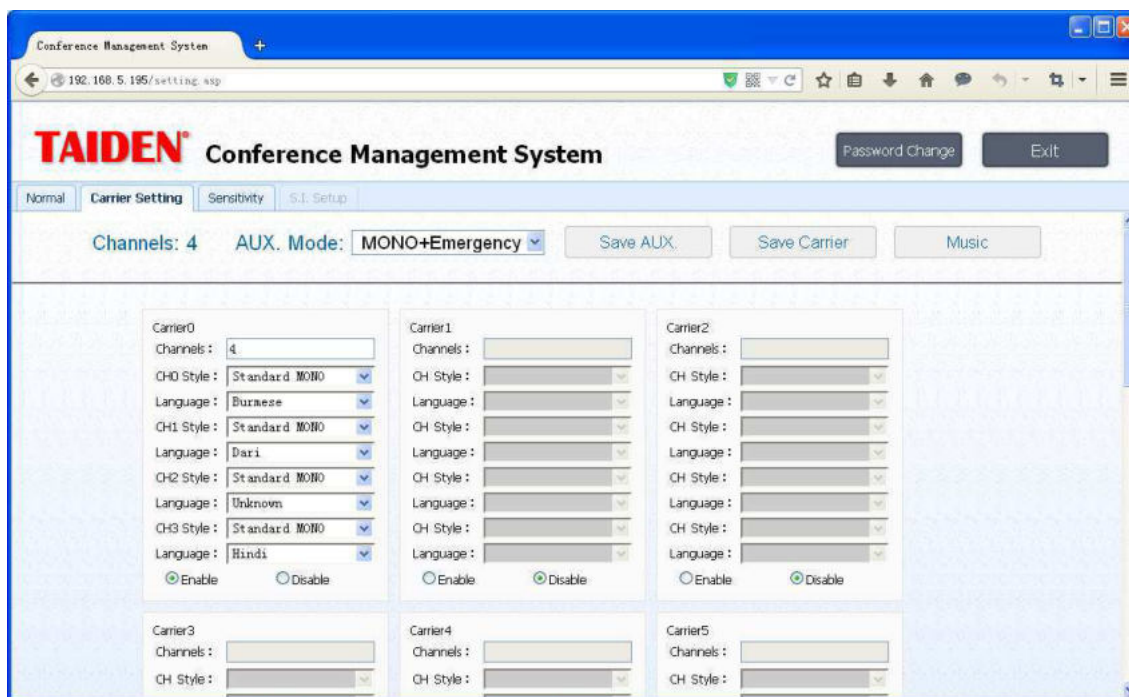 Conference Management System
192.168.5.195/setting.asp
TAIDEN® Conference Management System
Password Change
Exit
Normal
Carrier Setting
Sensitivity
S.I. Setup
Channels: 4
AUX. Mode: MONO+Emergency
Save AUX.
Save Carrier
Music
Carrier0
Channels : 4
CH0 Style : Standard MONO
Language : Burmese
CH1 Style : Standard MONO
Language : Dari
CH2 Style : Standard MONO
Language : Unknown
CH3 Style : Standard MONO
Language : Hindi
Enable Disable
Carrier1
Channels :
CH Style :
Language :
CH Style :
Language :
CH Style :
Language :
CH Style :
Language :
Enable Disable
Carrier2
Channels :
CH Style :
Language :
CH Style :
Language :
CH Style :
Language :
CH Style :
Language :
Enable Disable
Carrier3
Channels :
CH Style :
Carrier4
Channels :
CH Style :
Carrier5
Channels :
CH Style :